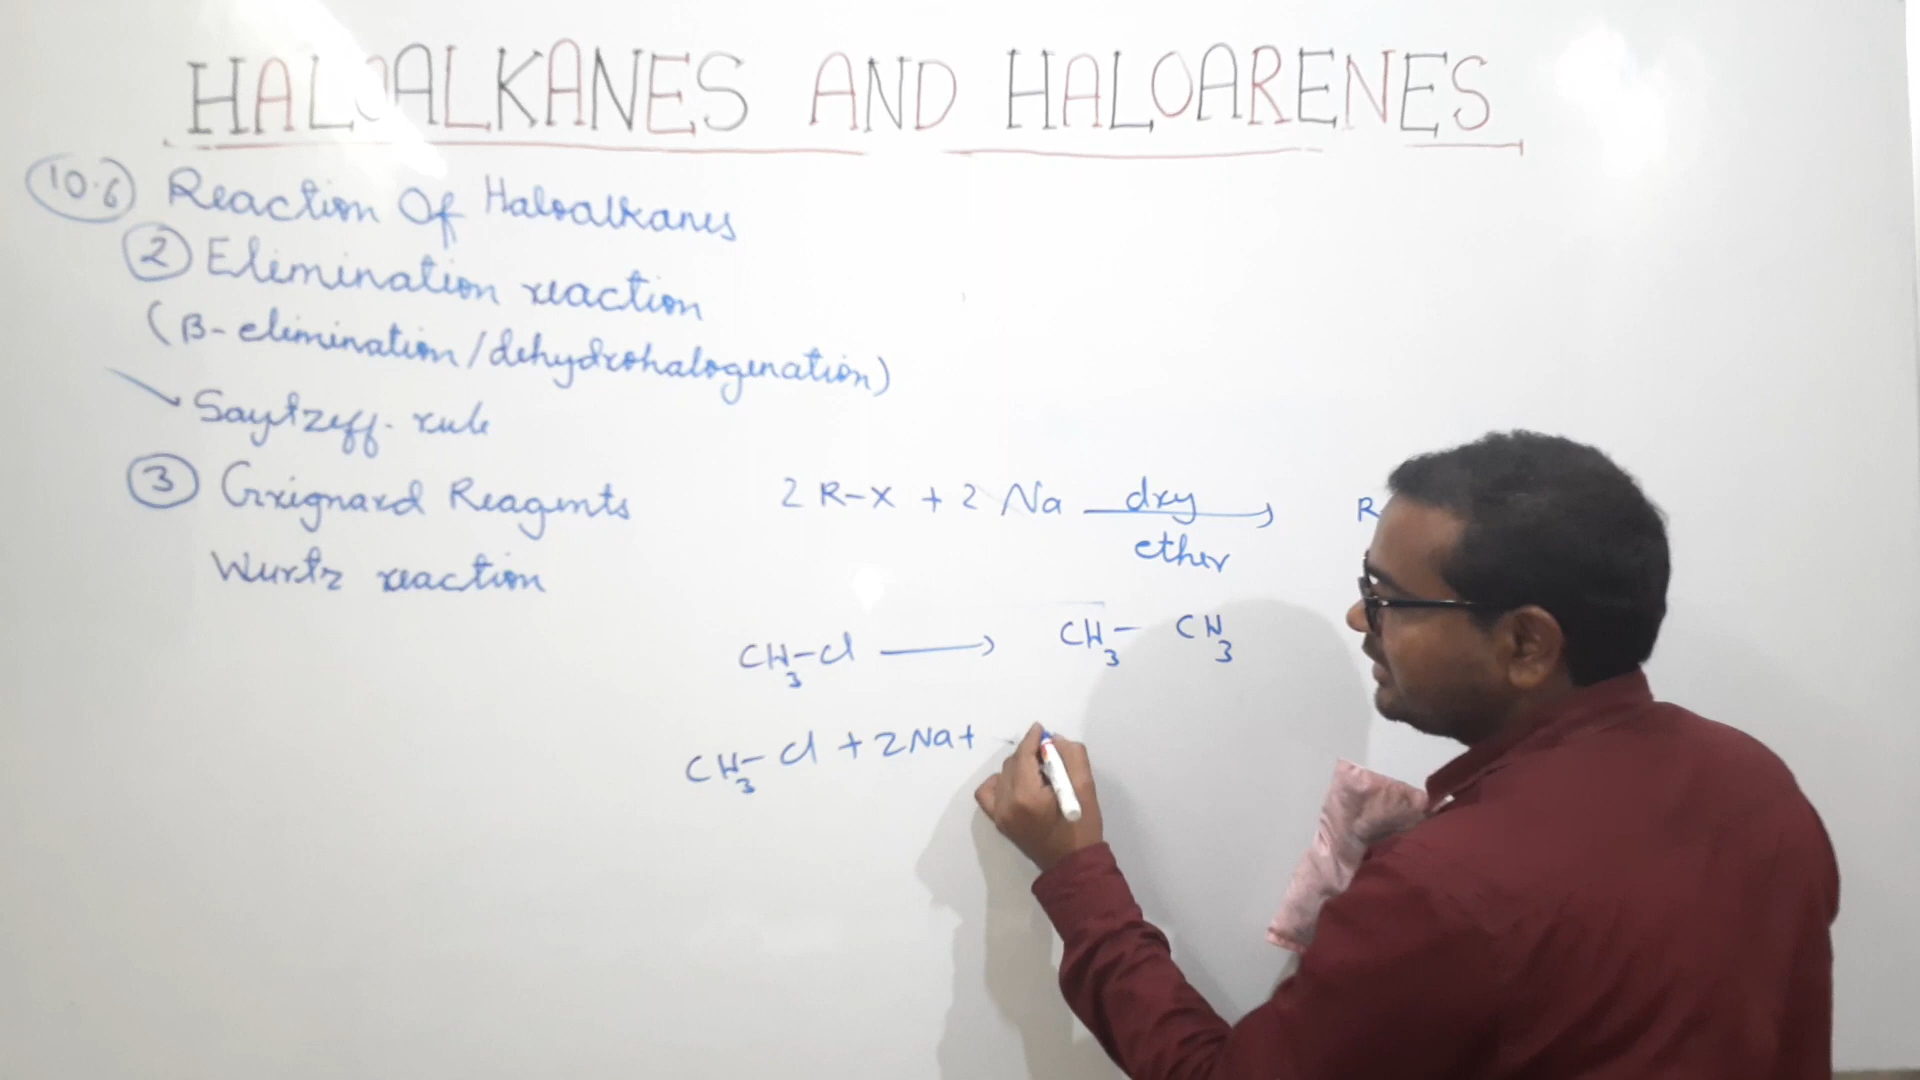 HALOALKANES AND HALOARENES
10.6 Reaction Of Haloalkanes
2 Elimination reaction
(β-elimination/dehydrohalogenation)
Saytzeff rule
3 Grignard Reagents
Wurtz reaction
2 R-X + 2 Na dry ether → R
CH3-Cl → CH3- CH3
CH3-Cl + 2Na +